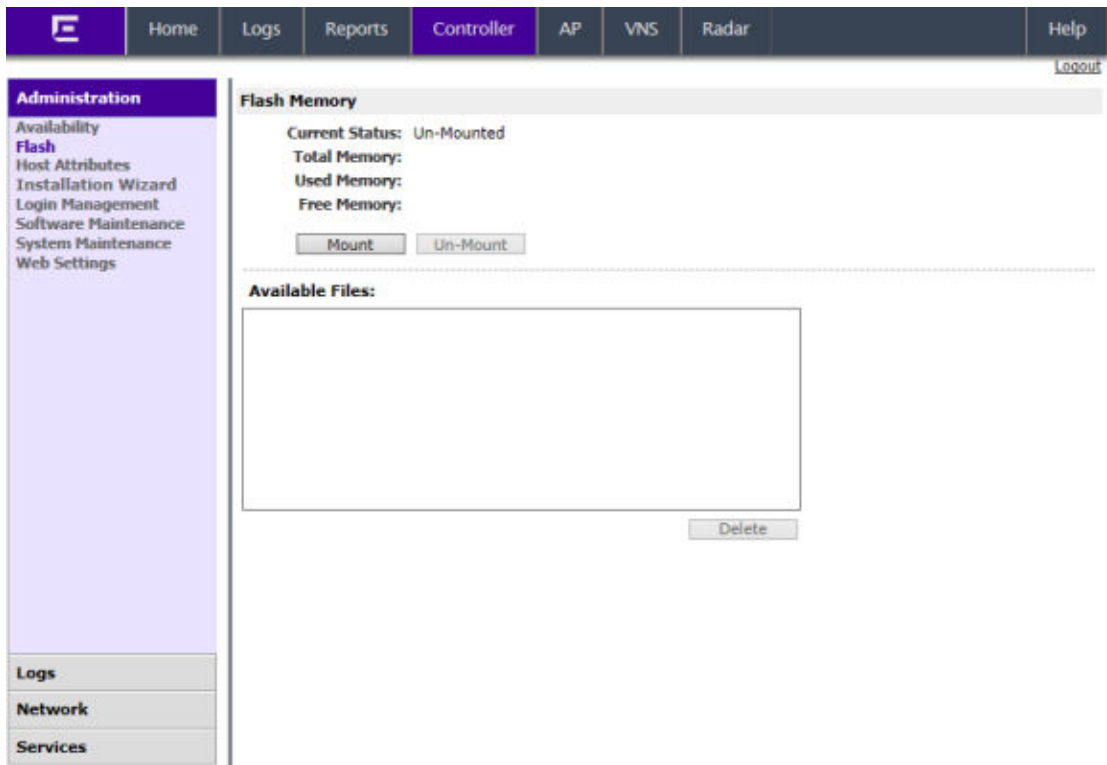 Home Logs Reports Controller AP VNS Radar Help
Logout
Administration
Availability
Flash
Host Attributes
Installation Wizard
Login Management
Software Maintenance
System Maintenance
Web Settings
Logs
Network
Services
Flash Memory
Current Status: Un-Mounted
Total Memory:
Used Memory:
Free Memory:
Mount Un-Mount
Available Files:
Delete